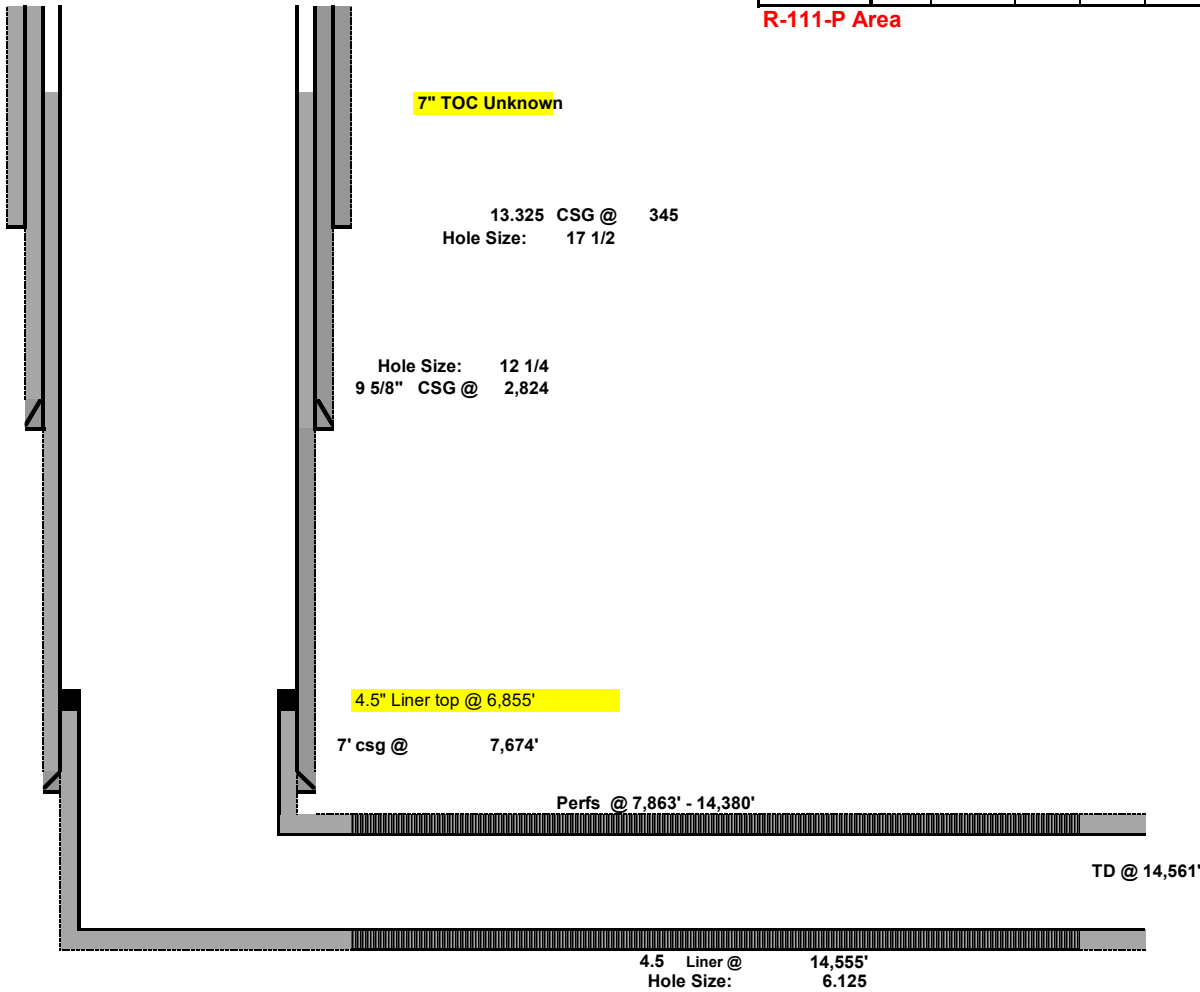 R-111-P Area
7" TOC Unknown
13.325 CSG @ 345
Hole Size: 17 1/2
Hole Size: 12 1/4
9 5/8" CSG @ 2,824
4.5" Liner top @ 6,855'
7' csg @ 7,674'
Perfs @ 7,863' - 14,380'
TD @ 14,561'
4.5 Liner @ 14,555'
Hole Size: 6.125